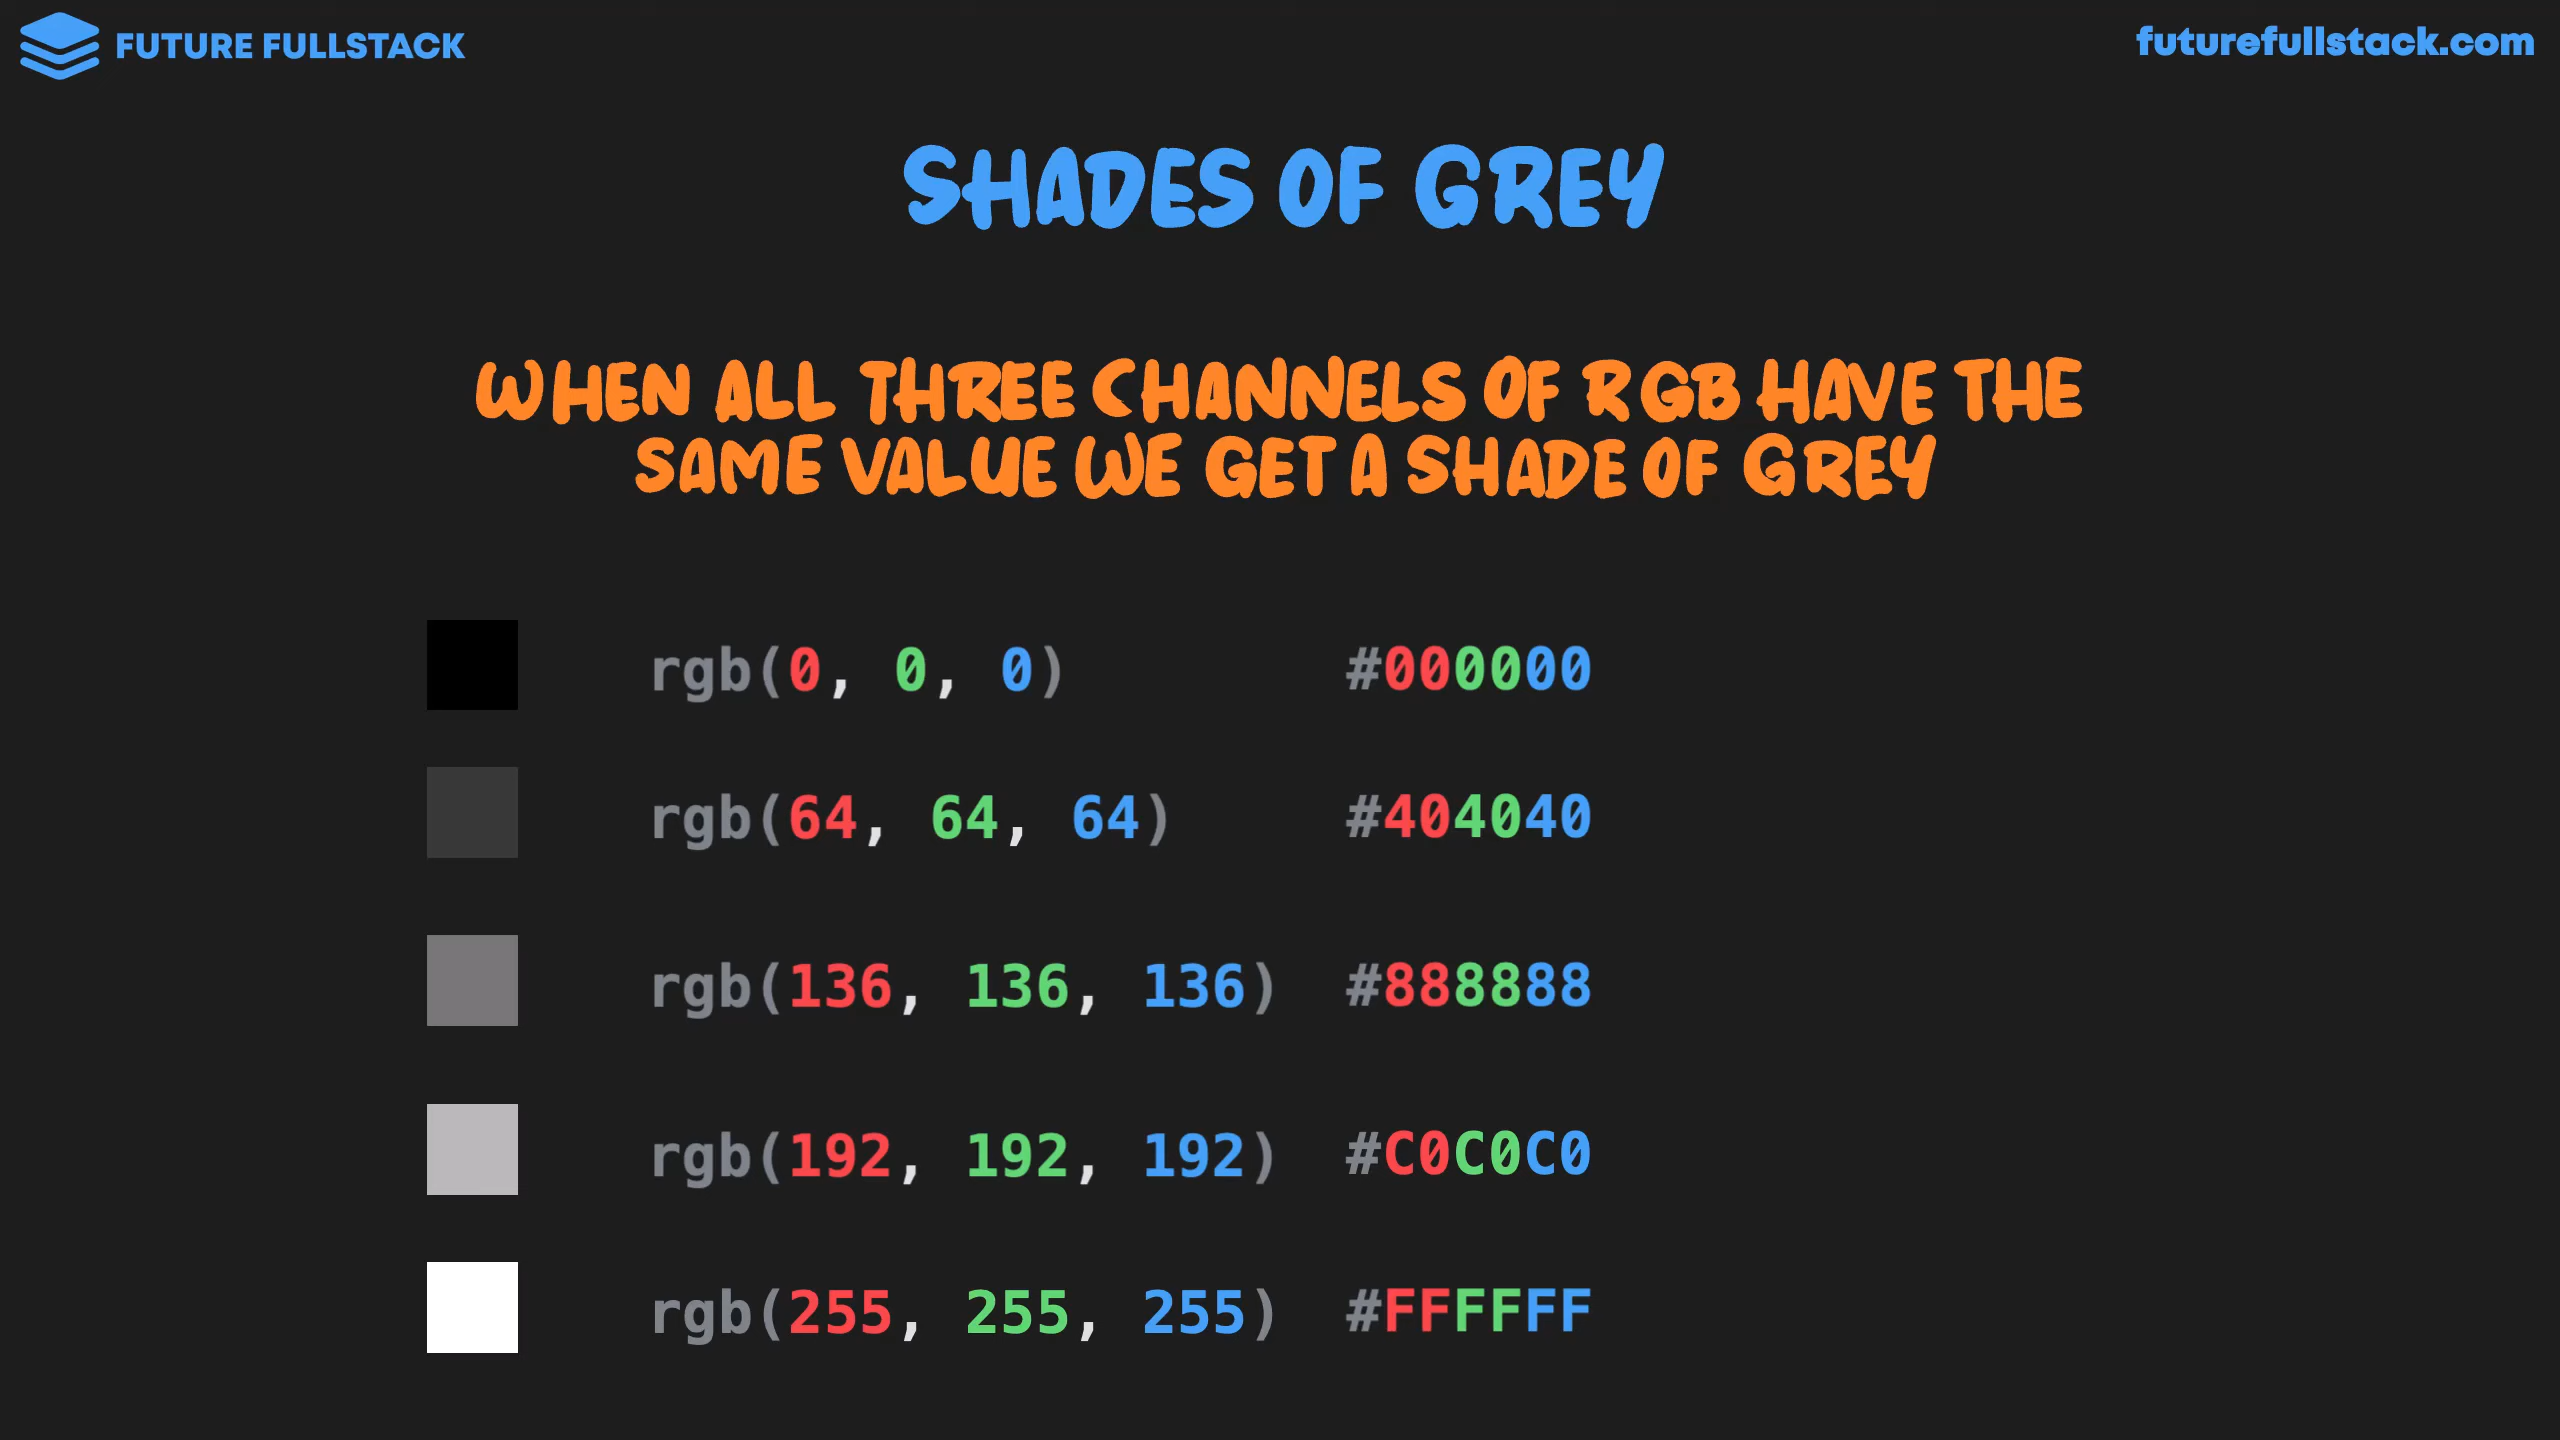 FUTURE FULLSTACK
futurefullstack.com
SHADES OF GREY
WHEN ALL THREE CHANNELS OF RGB HAVE THE
SAME VALUE WE GET A SHADE OF GREY
rgb(0, 0, 0) #000000
rgb(64, 64, 64) #404040
rgb(136, 136, 136) #888888
rgb(192, 192, 192) #C0C0C0
rgb(255, 255, 255) #FFFFFF